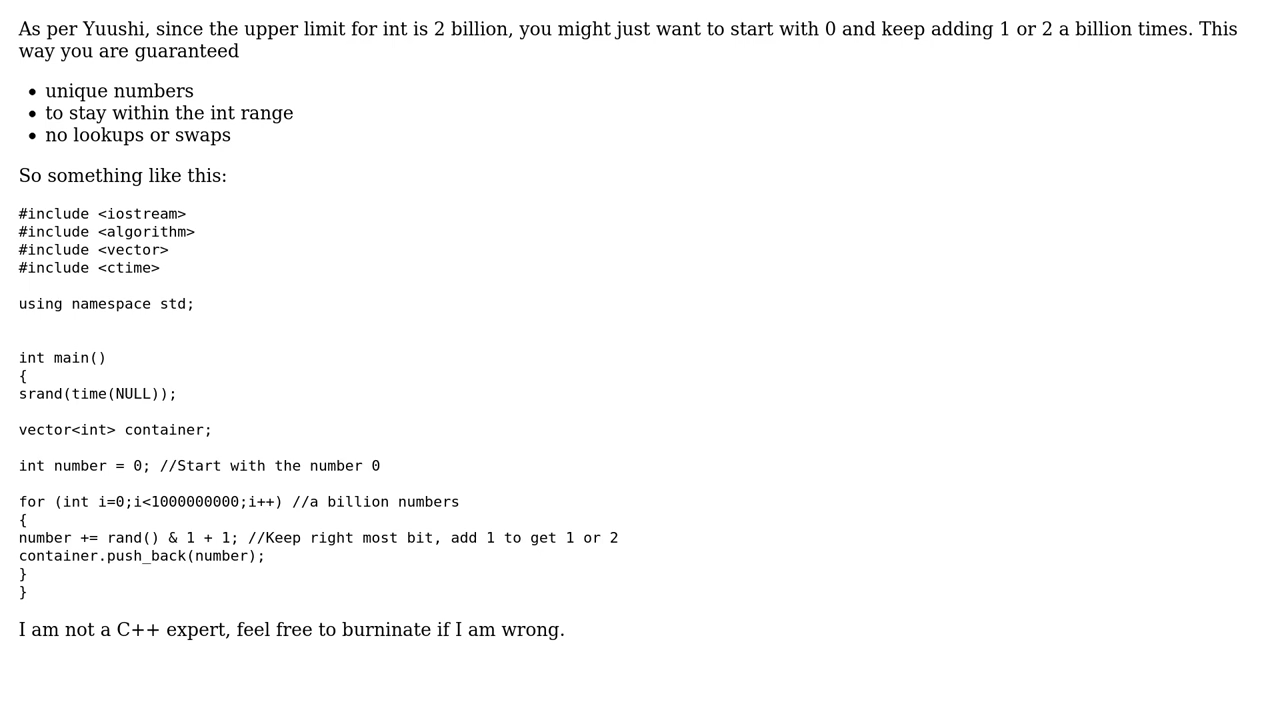 As per Yuushi, since the upper limit for int is 2 billion, you might just want to start with 0 and keep adding 1 or 2 a billion times. This
way you are guaranteed
• unique numbers
• to stay within the int range
• no lookups or swaps
So something like this:
#include <iostream>
#include <algorithm>
#include <vector>
#include <ctime>
using namespace std;
int main()
{
srand(time(NULL));
vector<int> container;
int number = 0; //Start with the number 0
for (int i=0;i<1000000000;i++) //a billion numbers
{
number += rand() & 1 + 1; //Keep right most bit, add 1 to get 1 or 2
container.push_back(number);
}
}
I am not a C++ expert, feel free to burninate if I am wrong.